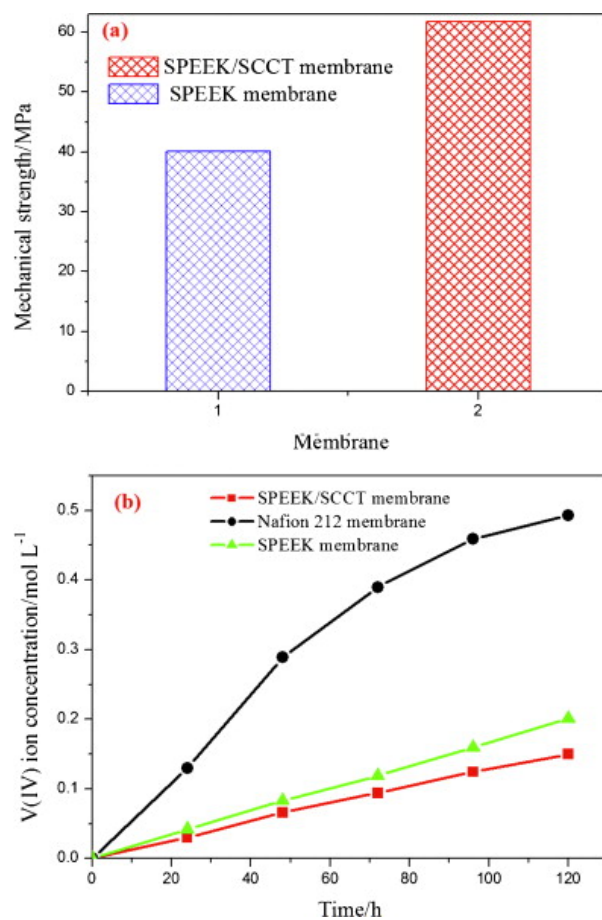 (a)
SPEEK/SCCT membrane
SPEEK membrane
Mechanical strength/MPa
60
50
40
30
20
10
0
1 2
Membrane
(b)
SPEEK/SCCT membrane
Nafion 212 membrane
SPEEK membrane
V(IV) ion concentration/mol L⁻¹
0.5
0.4
0.3
0.2
0.1
0.0
0 20 40 60 80 100 120
Time/h